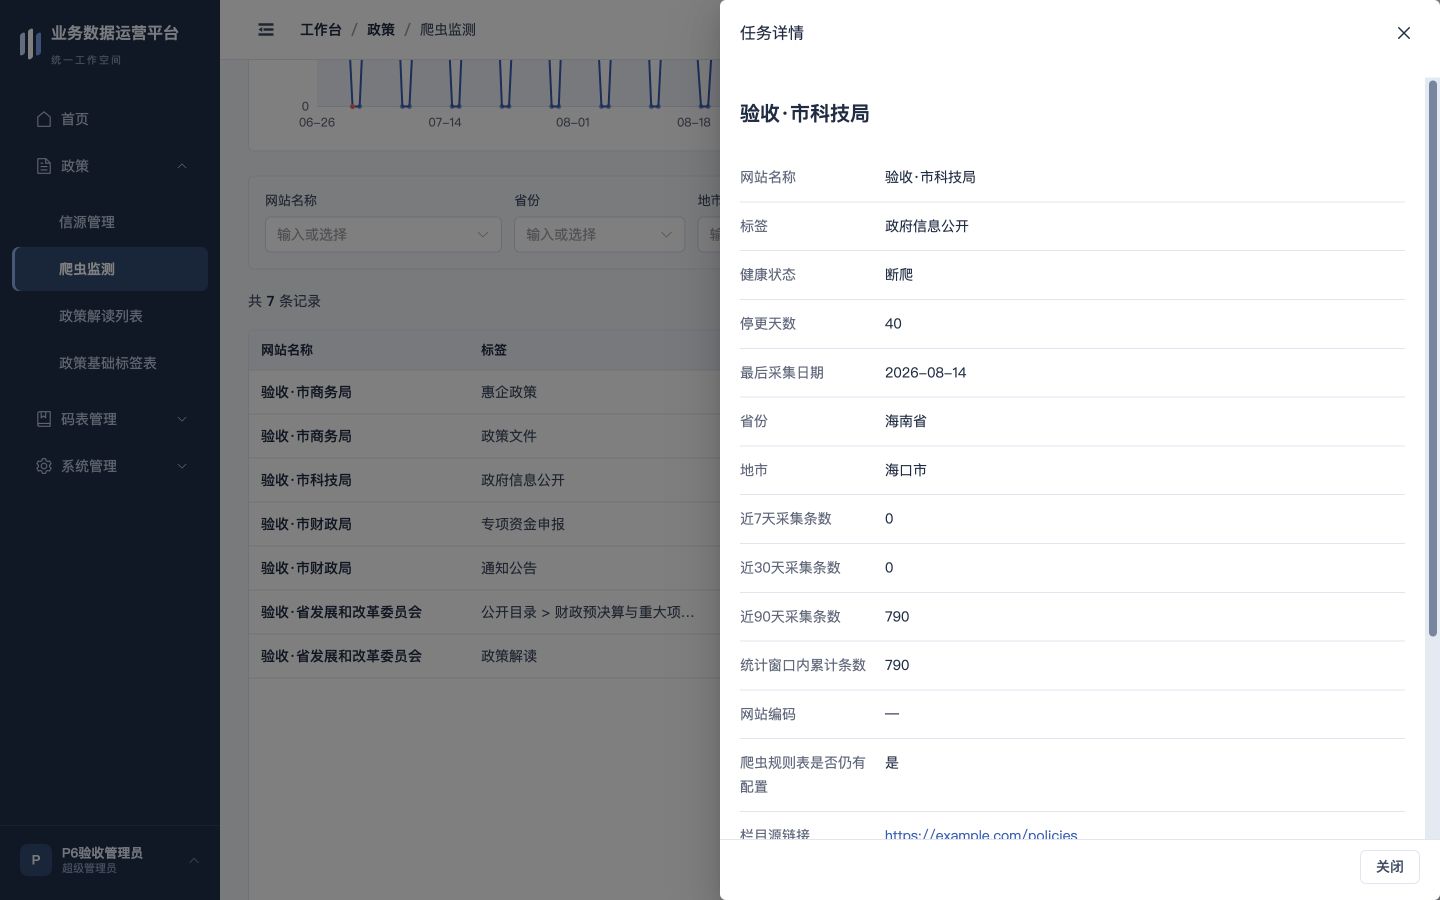 业务数据运营平台
统一工作空间
首页
政策
信源管理
爬虫监测
政策解读列表
政策基础标签表
码表管理
系统管理
P
P6验收管理员
超级管理员
工作台 / 政策 / 爬虫监测
0
06-26 07-14 08-01 08-18
网站名称 省份 地市
输入或选择 输入或选择 输
共 7 条记录
网站名称 标签
验收·市商务局 惠企政策
验收·市商务局 政策文件
验收·市科技局 政府信息公开
验收·市财政局 专项资金申报
验收·市财政局 通知公告
验收·省发展和改革委员会 公开目录 > 财政预决算与重大项...
验收·省发展和改革委员会 政策解读
任务详情
验收·市科技局
网站名称 验收·市科技局
标签 政府信息公开
健康状态 断爬
停更天数 40
最后采集日期 2026-08-14
省份 海南省
地市 海口市
近7天采集条数 0
近30天采集条数 0
近90天采集条数 790
统计窗口内累计条数 790
网站编码 —
爬虫规则表是否仍有 是
配置
栏目源链接 https://example.com/policies
关闭